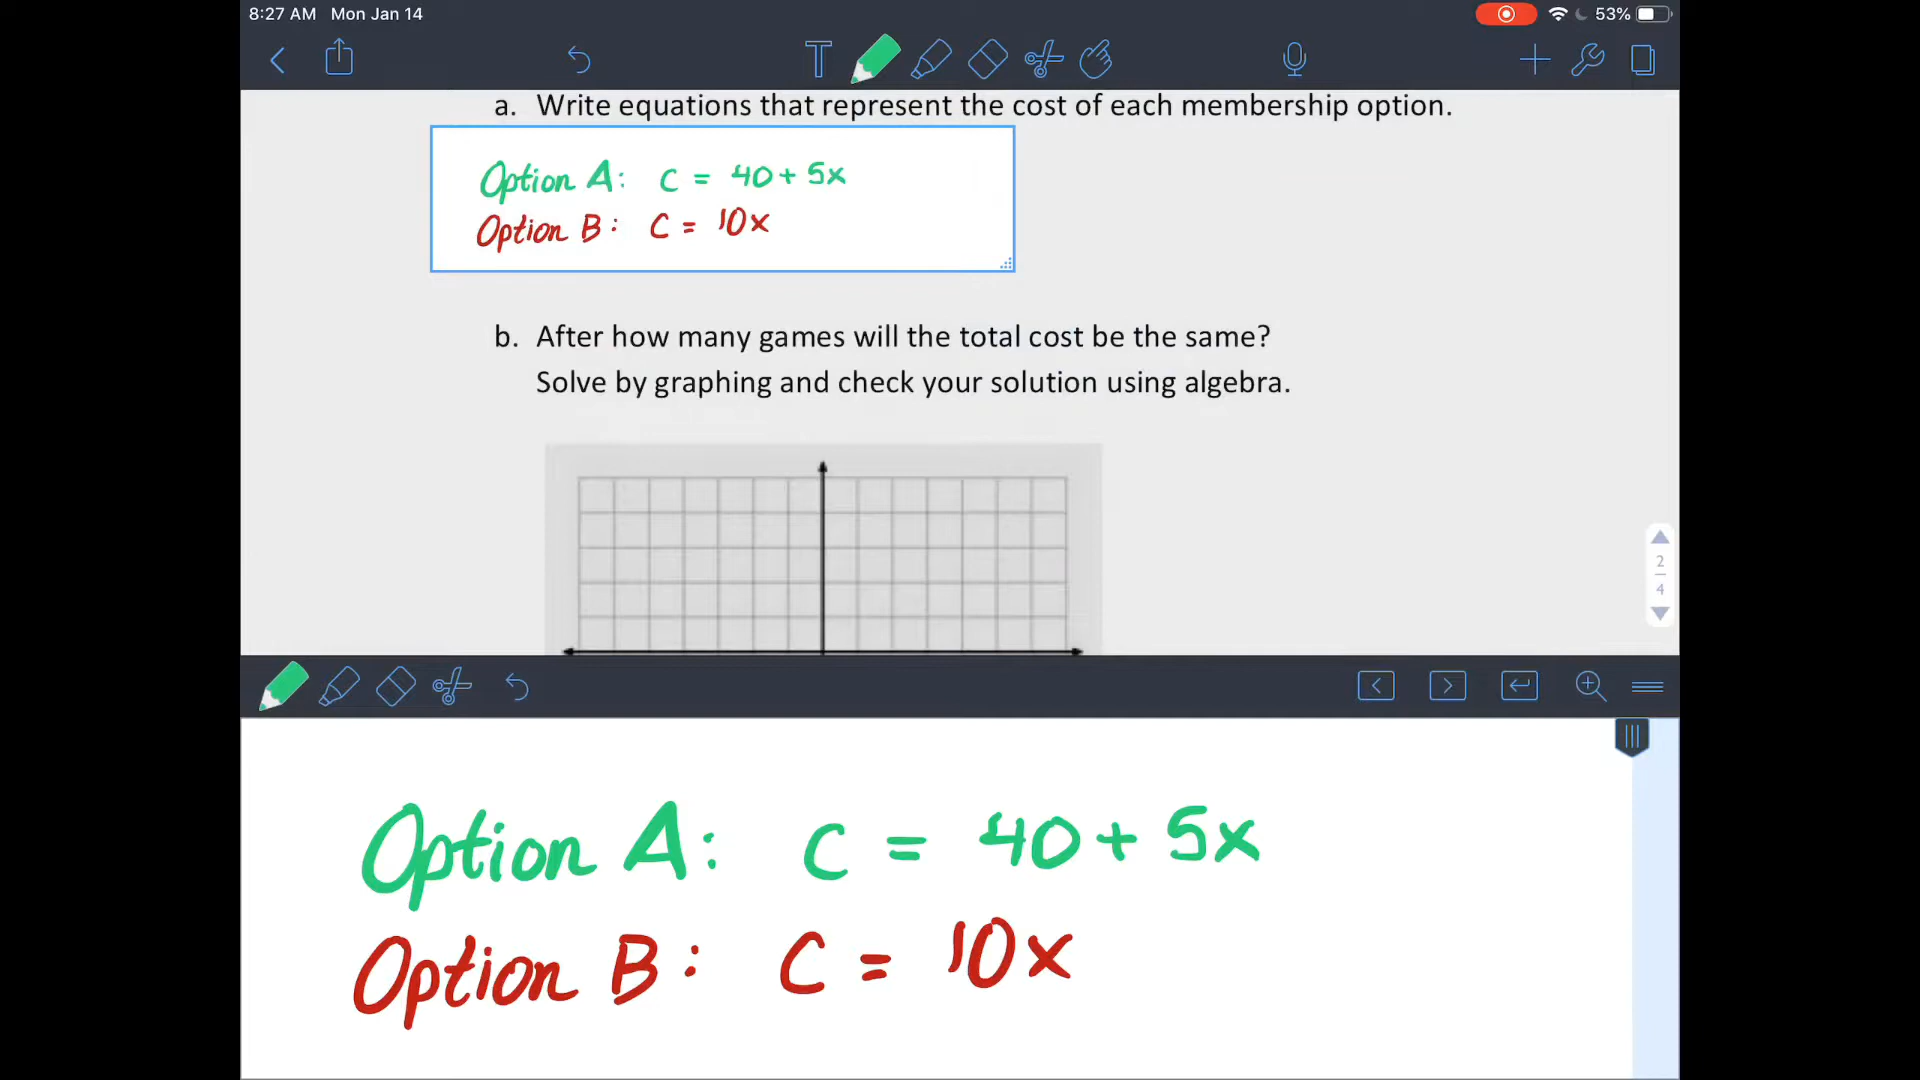 8:27 AM Mon Jan 14
53%
T
a. Write equations that represent the cost of each membership option.
Option A: C = 40 + 5x
Option B: C = 10x
b. After how many games will the total cost be the same?
Solve by graphing and check your solution using algebra.
2
4
Option A: C = 40 + 5x
Option B: C = 10x